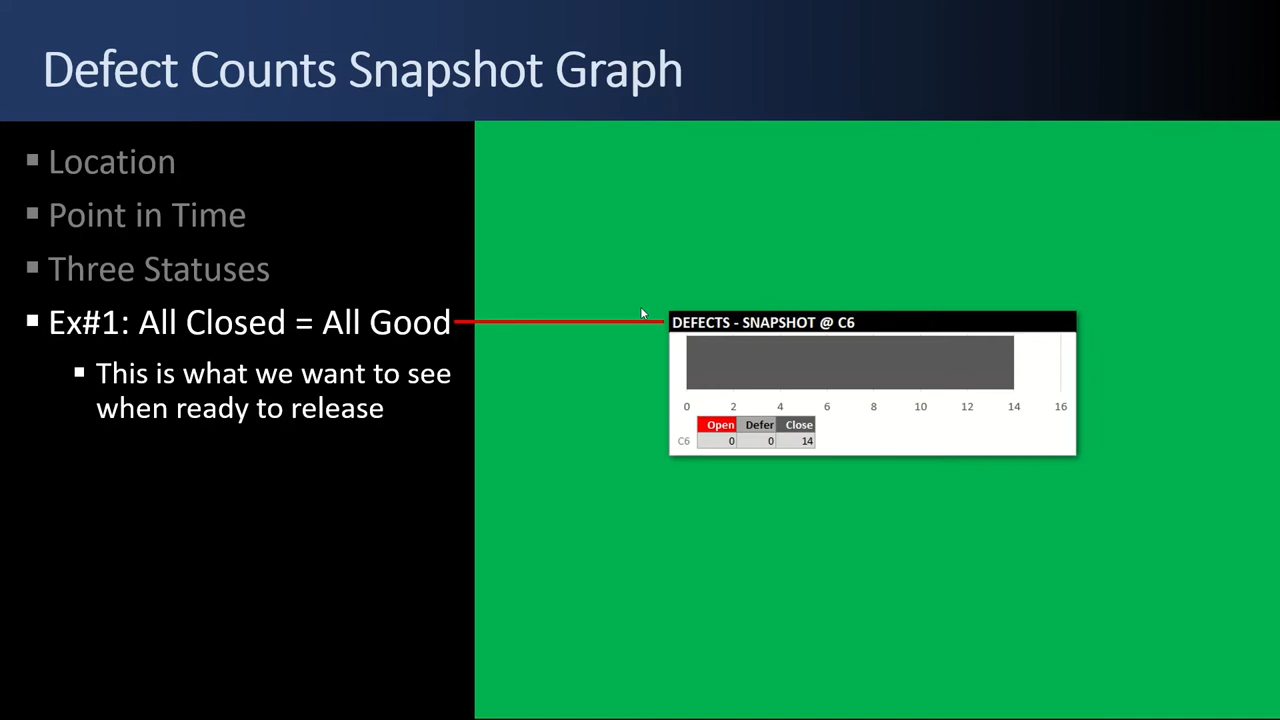 Defect Counts Snapshot Graph
▪ Location
▪ Point in Time
▪ Three Statuses
▪ Ex#1: All Closed = All Good
▪ This is what we want to see
when ready to release
DEFECTS - SNAPSHOT @ C6
0 2 4 6 8 10 12 14 16
Open Defer Close
C6 0 0 14